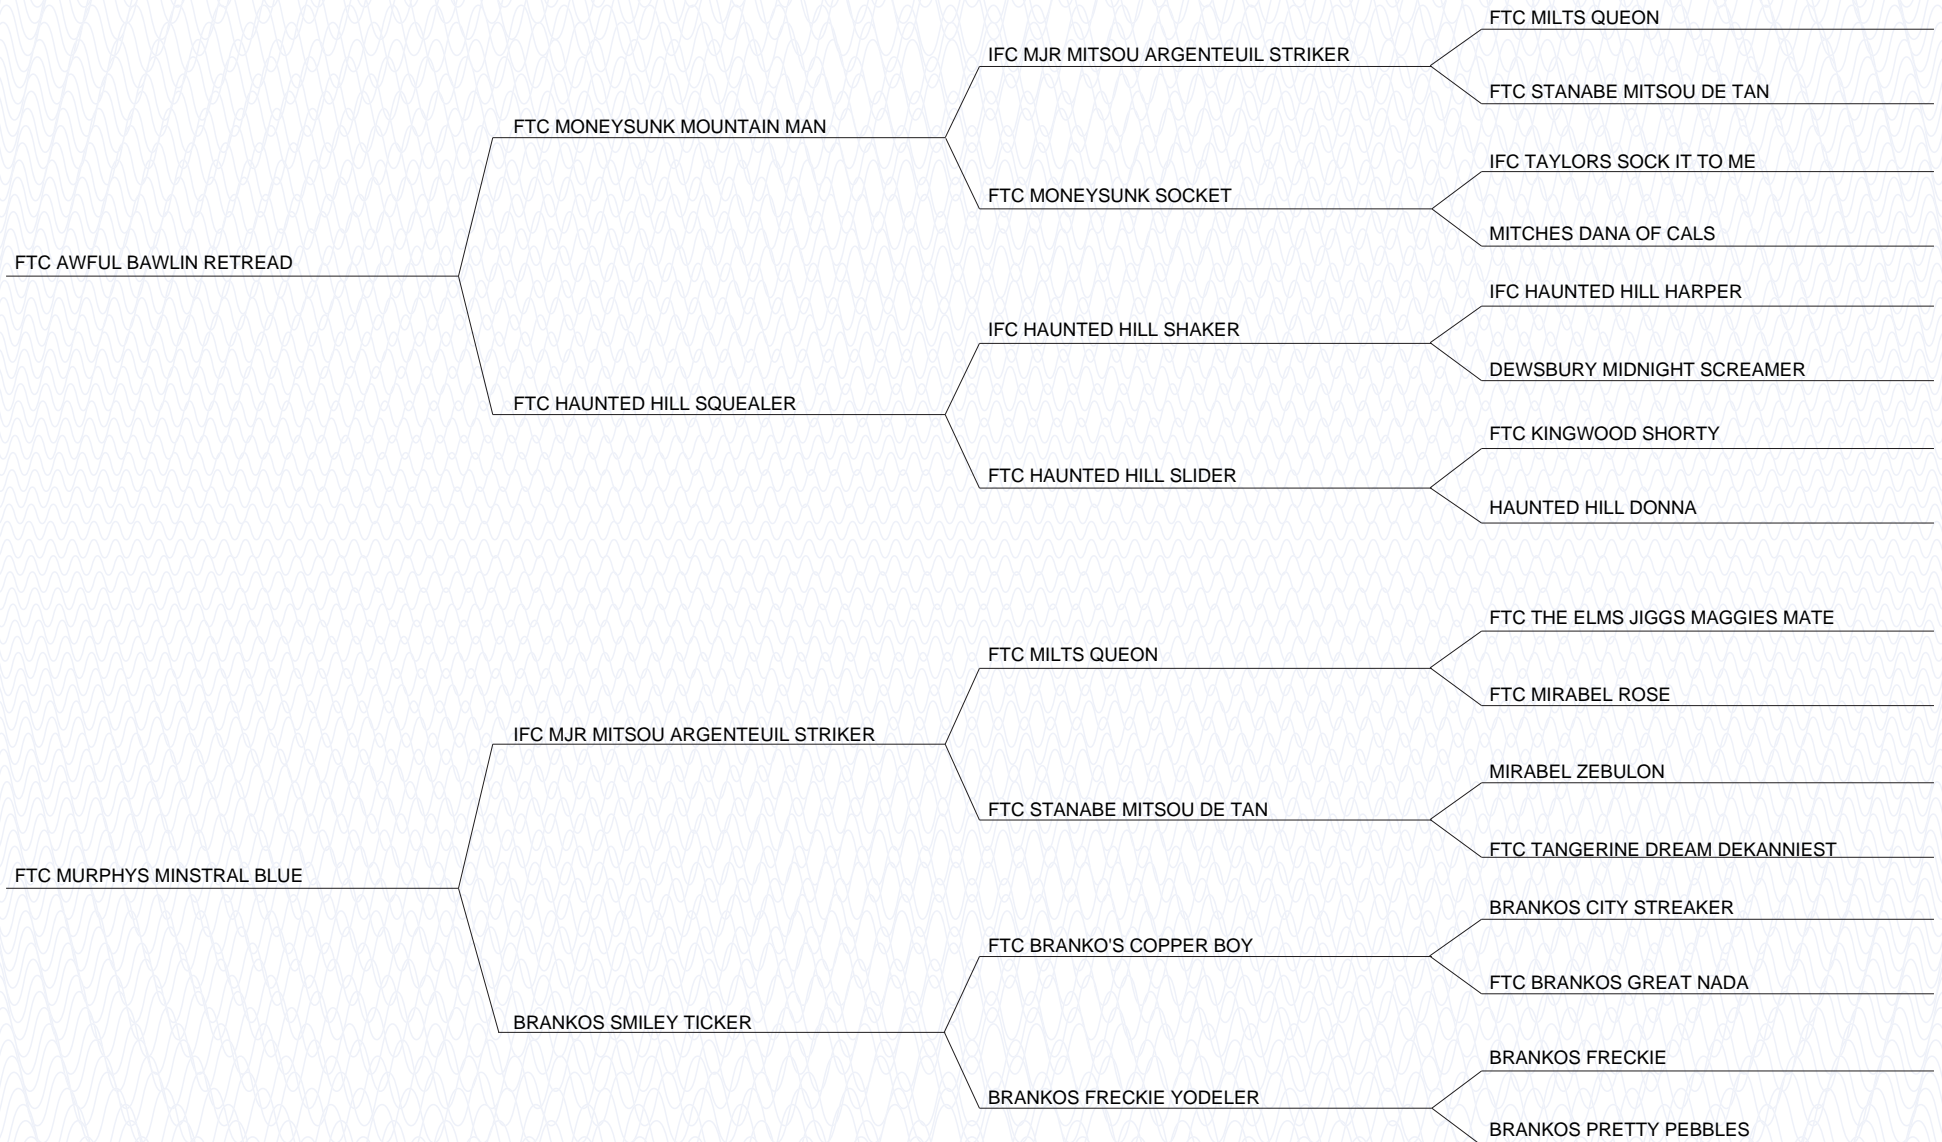 FTC MILTS QUEON
IFC MJR MITSOU ARGENTEUIL STRIKER
FTC STANABE MITSOU DE TAN
FTC MONEYSUNK MOUNTAIN MAN
IFC TAYLORS SOCK IT TO ME
FTC MONEYSUNK SOCKET
MITCHES DANA OF CALS
FTC AWFUL BAWLIN RETREAD
IFC HAUNTED HILL HARPER
IFC HAUNTED HILL SHAKER
DEWSBURY MIDNIGHT SCREAMER
FTC HAUNTED HILL SQUEALER
FTC KINGWOOD SHORTY
FTC HAUNTED HILL SLIDER
HAUNTED HILL DONNA
FTC THE ELMS JIGGS MAGGIES MATE
FTC MILTS QUEON
FTC MIRABEL ROSE
IFC MJR MITSOU ARGENTEUIL STRIKER
MIRABEL ZEBULON
FTC STANABE MITSOU DE TAN
FTC TANGERINE DREAM DEKANNIEST
FTC MURPHYS MINSTRAL BLUE
BRANKOS CITY STREAKER
FTC BRANKO'S COPPER BOY
FTC BRANKOS GREAT NADA
BRANKOS SMILEY TICKER
BRANKOS FRECKIE
BRANKOS FRECKIE YODELER
BRANKOS PRETTY PEBBLES